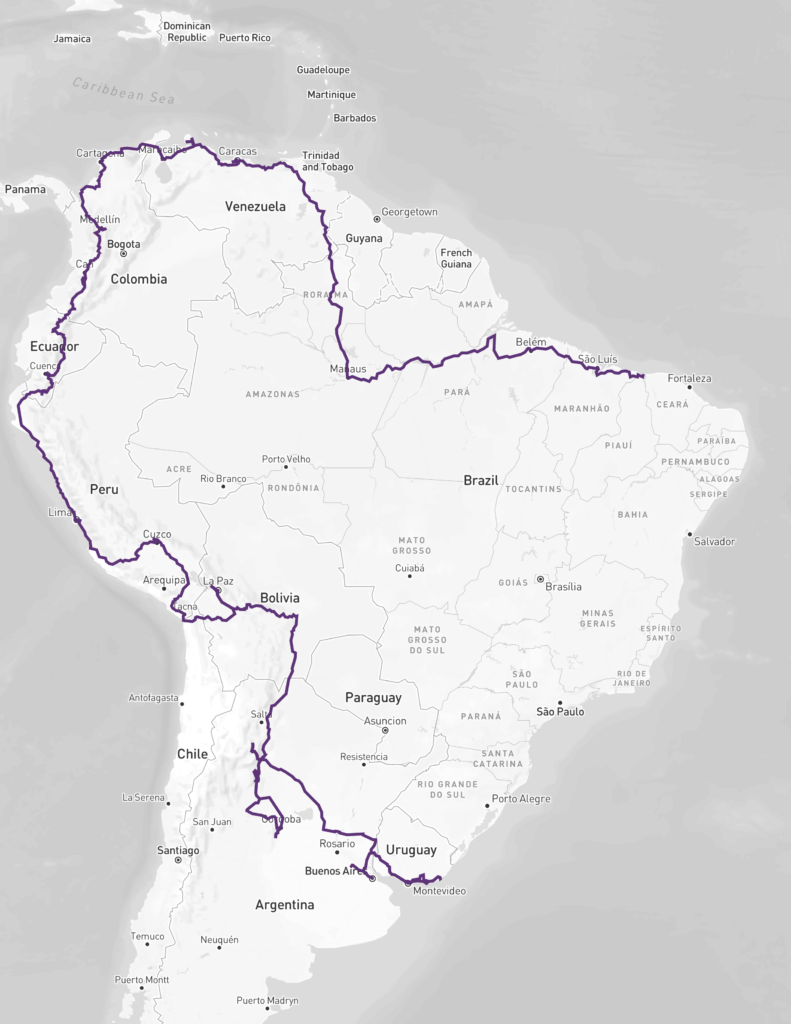 Dominican
Republic
Jamaica
Puerto Rico
Guadeloupe
Caribbean Sea
Martinique
Barbados
Cartagena
Maracaibo
Caracas
Trinidad
and Tobago
Panama
Venezuela
Georgetown
Medellín
Guyana
Bogota
French
Guiana
Cali
Colombia
RORAIMA
AMAPÁ
Ecuador
Belém
São Luís
Cuenca
Manaus
Fortaleza
AMAZONAS
PARÁ
CEARÁ
MARANHÃO
PIAUÍ
PARAÍBA
Porto Velho
PERNAMBUCO
ACRE
Rio Branco
Brazil
ALAGOAS
Peru
RONDÔNIA
TOCANTINS
SERGIPE
Lima
BAHIA
Cuzco
MATO
GROSSO
Salvador
Cuiabá
Arequipa
La Paz
GOIÁS
Brasília
Bolivia
Tacna
MINAS
GERAIS
MATO
GROSSO
DO SUL
ESPÍRITO
SANTO
SÃO
PAULO
RIO DE
JANEIRO
Antofagasta
Paraguay
Salta
São Paulo
PARANÁ
Asuncion
Chile
Resistencia
SANTA
CATARINA
RIO GRANDE
DO SUL
La Serena
Porto Alegre
San Juan
Córdoba
Rosario
Santiago
Uruguay
Buenos Aires
Montevideo
Argentina
Temuco
Neuquén
Puerto Montt
Puerto Madryn